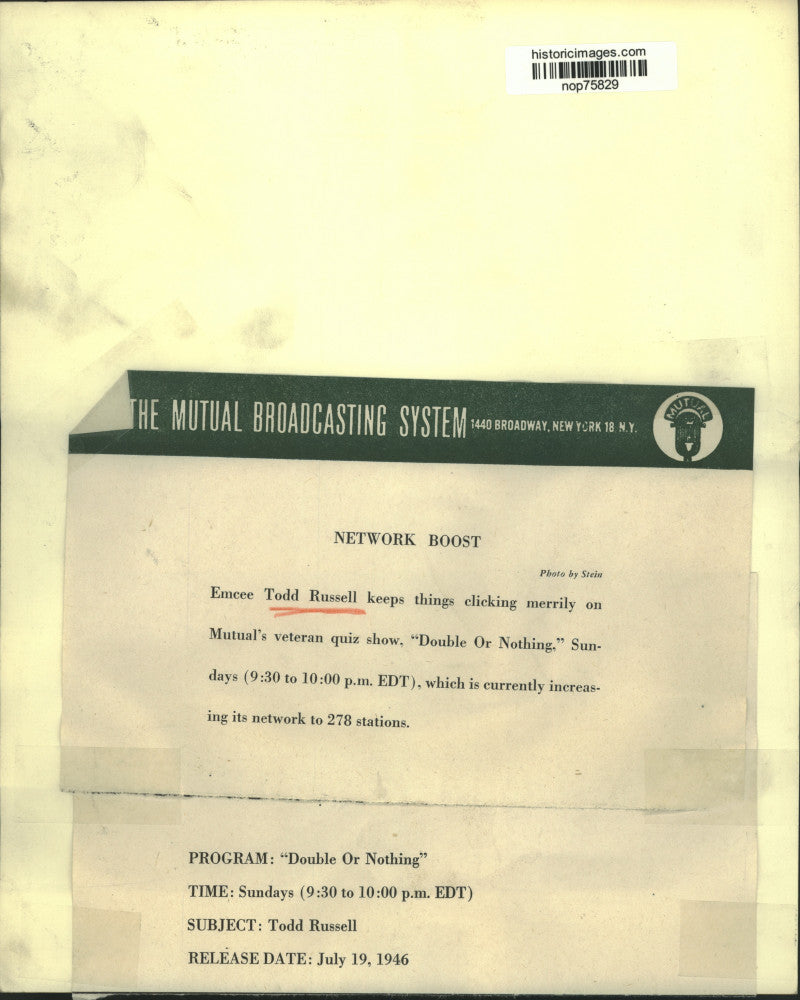 historicimages.com
nop75829
THE MUTUAL BROADCASTING SYSTEM 1440 BROADWAY, NEW YORK 18 N.Y.
MUTUAL
NETWORK BOOST
Photo by Stein
Emcee Todd Russell keeps things clicking merrily on
Mutual's veteran quiz show, “Double Or Nothing,” Sun-
days (9:30 to 10:00 p.m. EDT), which is currently increas-
ing its network to 278 stations.
PROGRAM: “Double Or Nothing”
TIME: Sundays (9:30 to 10:00 p.m. EDT)
SUBJECT: Todd Russell
RELEASE DATE: July 19, 1946